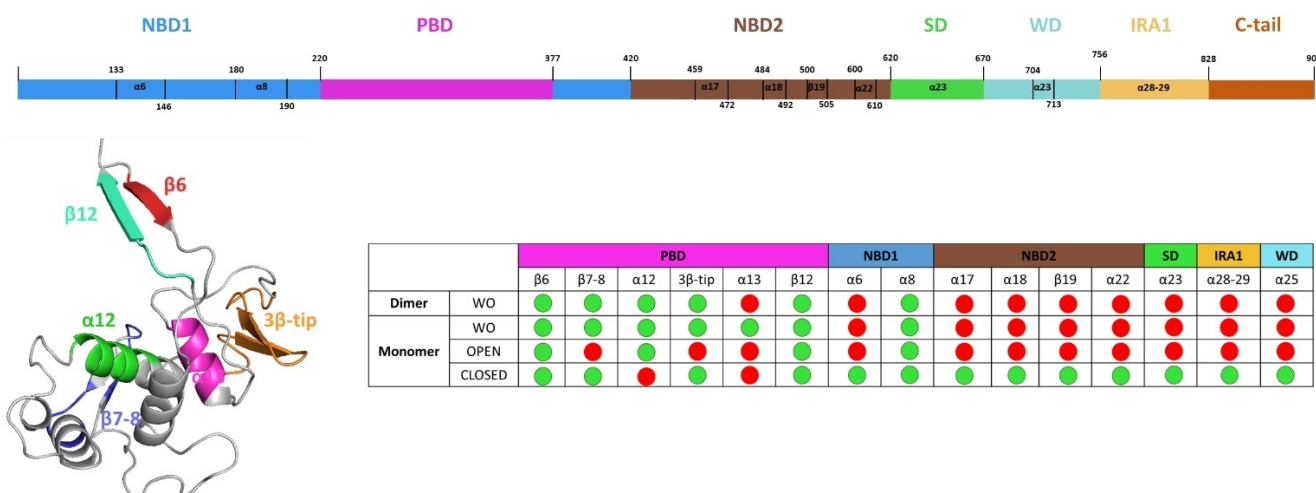 NBD1 PBD NBD2 SD WD IRA1 C-tail
133 180 220 377 420 459 484 500 600 620 670 704 756 828 90
α6 α8 α17 α18 β19 α22 α23 α23 α28-29
146 190 472 492 505 610 713
β6
β12
3β-tip
α12
β7-8
PBD NBD1 NBD2 SD IRA1 WD
β6 β7-8 α12 3β-tip α13 β12 α6 α8 α17 α18 β19 α22 α23 α28-29 α25
Dimer WO
Monomer WO
OPEN
CLOSED